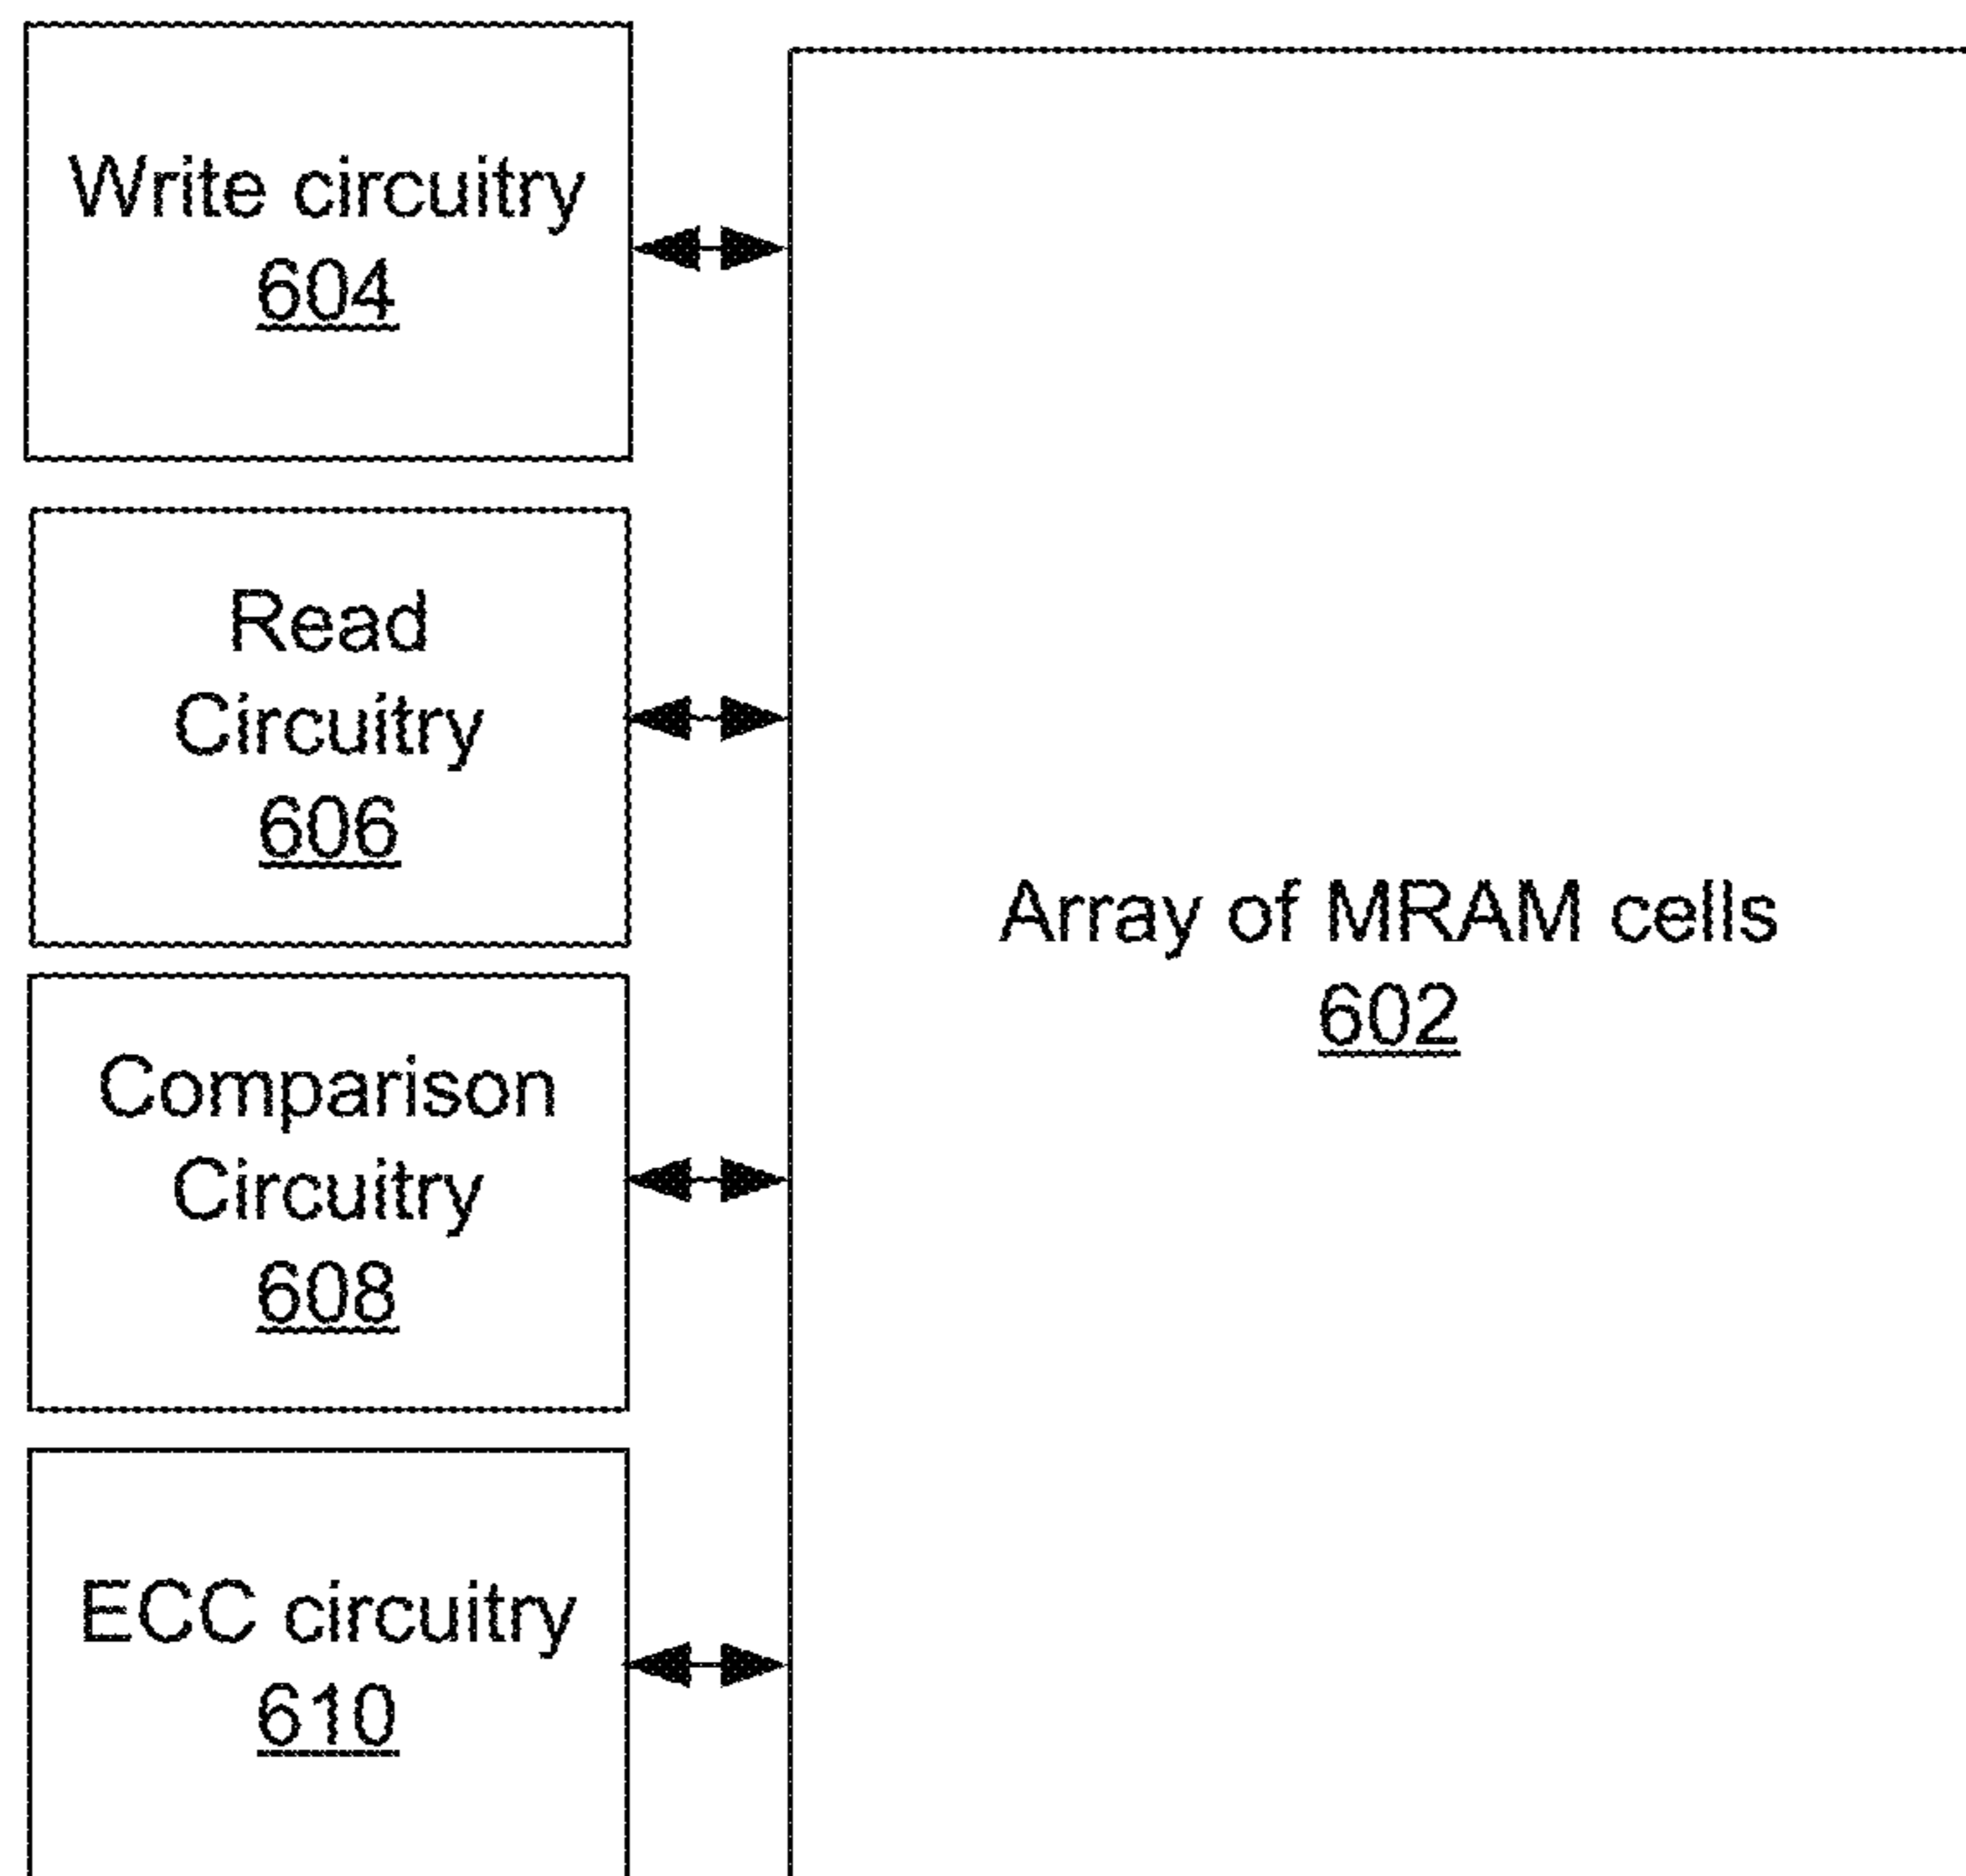 Write circuitry
604
Read
Circuitry
606
Array of MRAM cells
602
Comparison
Circuitry
608
ECC circuitry
610